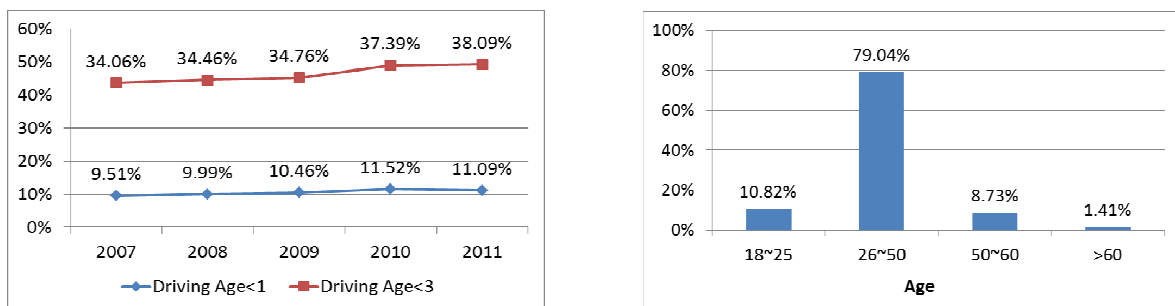 60%
50%
40%
30%
20%
10%
0%
34.06% 34.46% 34.76% 37.39% 38.09%
9.51% 9.99% 10.46% 11.52% 11.09%
2007 2008 2009 2010 2011
Driving Age<1 Driving Age<3
100%
80%
60%
40%
20%
0%
10.82% 79.04% 8.73% 1.41%
18~25 26~50 50~60 >60
Age